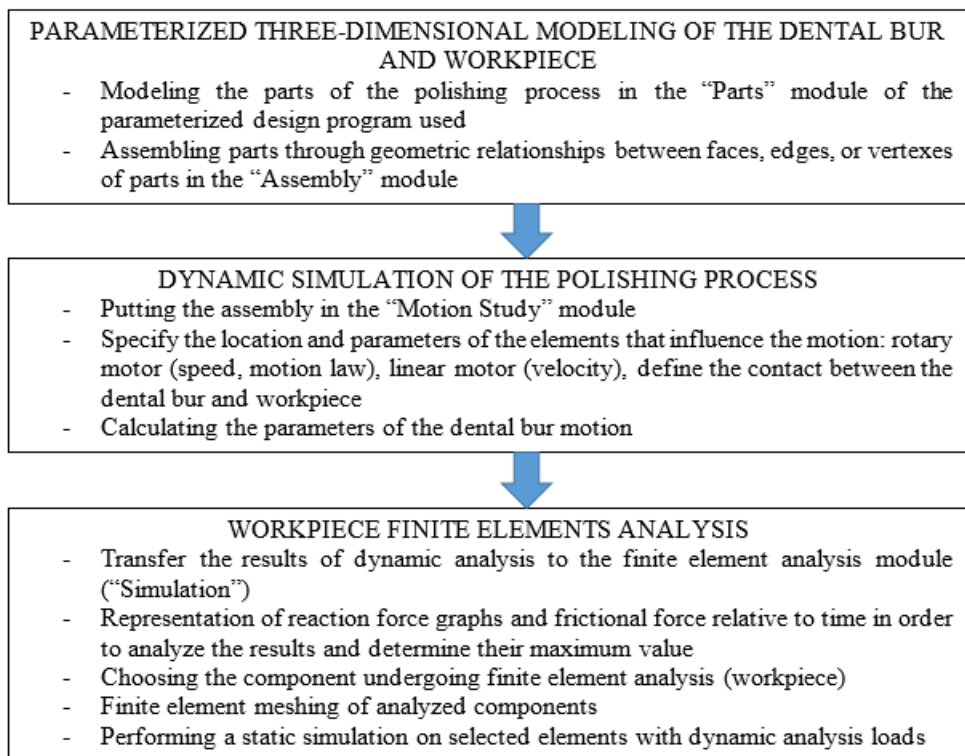 PARAMETERIZED THREE-DIMENSIONAL MODELING OF THE DENTAL BUR
AND WORKPIECE
- Modeling the parts of the polishing process in the “Parts” module of the
parameterized design program used
- Assembling parts through geometric relationships between faces, edges, or vertexes
of parts in the “Assembly” module
DYNAMIC SIMULATION OF THE POLISHING PROCESS
- Putting the assembly in the “Motion Study” module
- Specify the location and parameters of the elements that influence the motion: rotary
motor (speed, motion law), linear motor (velocity), define the contact between the
dental bur and workpiece
- Calculating the parameters of the dental bur motion
WORKPIECE FINITE ELEMENTS ANALYSIS
- Transfer the results of dynamic analysis to the finite element analysis module
(“Simulation”)
- Representation of reaction force graphs and frictional force relative to time in order
to analyze the results and determine their maximum value
- Choosing the component undergoing finite element analysis (workpiece)
- Finite element meshing of analyzed components
- Performing a static simulation on selected elements with dynamic analysis loads